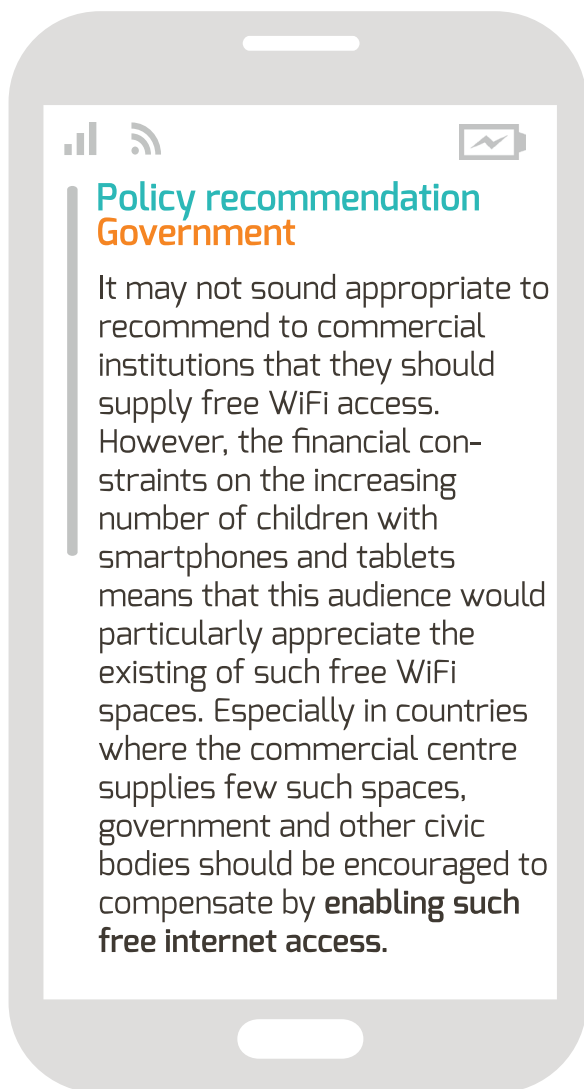 Policy recommendation
Government
It may not sound appropriate to
recommend to commercial
institutions that they should
supply free WiFi access.
However, the financial con-
straints on the increasing
number of children with
smartphones and tablets
means that this audience would
particularly appreciate the
existing of such free WiFi
spaces. Especially in countries
where the commercial centre
supplies few such spaces,
government and other civic
bodies should be encouraged to
compensate by enabling such
free internet access.